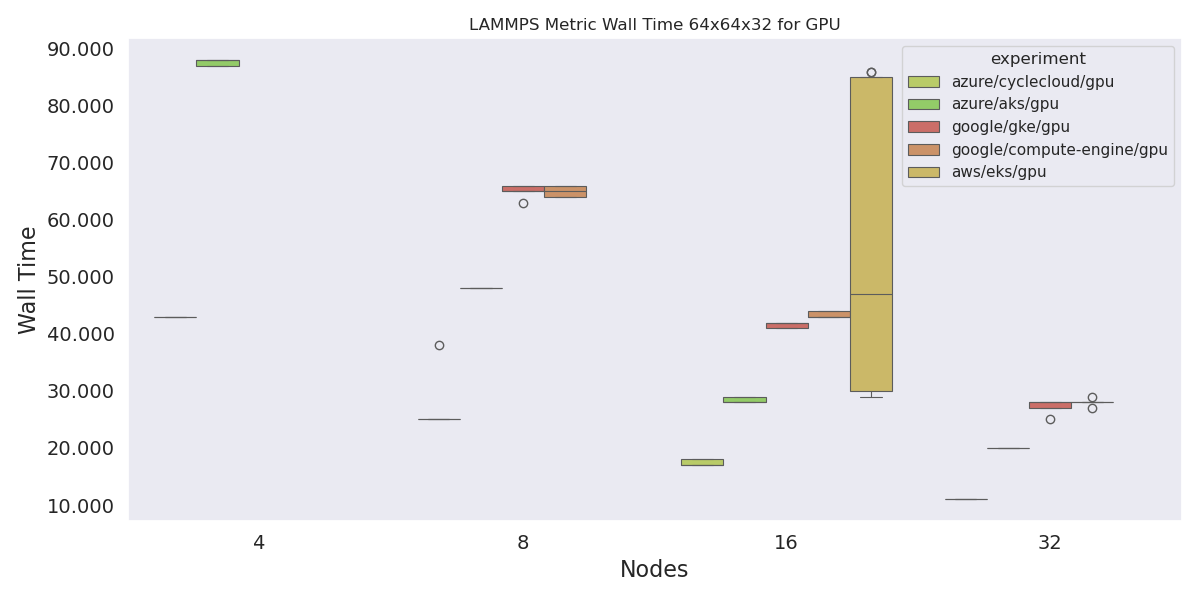 LAMMPS Metric Wall Time 64x64x32 for GPU
90.000
80.000
70.000
60.000
50.000
40.000
30.000
20.000
10.000
Wall Time
experiment
azure/cyclecloud/gpu
azure/aks/gpu
google/gke/gpu
google/compute-engine/gpu
aws/eks/gpu
4
8
16
32
Nodes